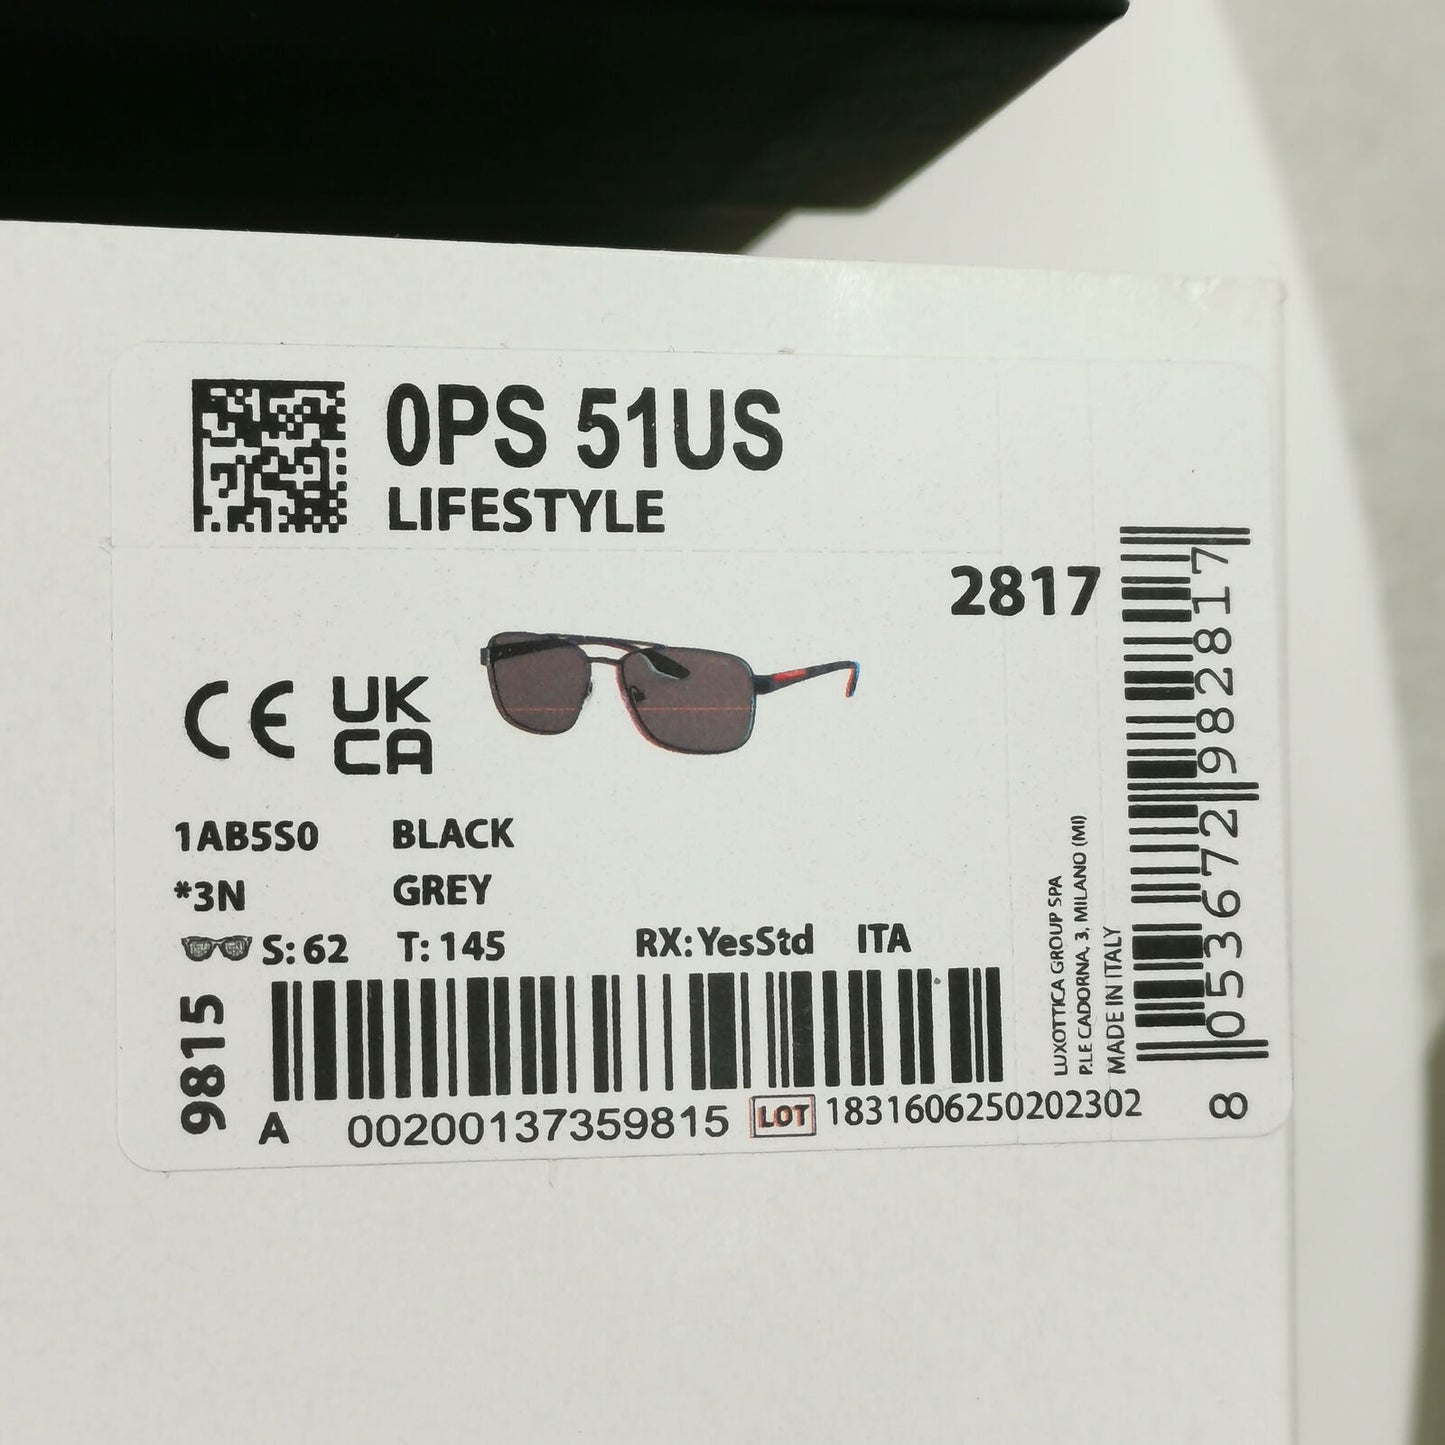 0PS 51US
LIFESTYLE
2817
CE UK
CA
1AB5S0 BLACK
*3N GREY
S: 62 T: 145 RX: YesStd ITA
9815
A 00200137359815 LOT 1831606250202302
LUXOTTICA GROUP SPA
P.LE CADORNA, 3, MILANO (MI)
MADE IN ITALY
8 053672 982817